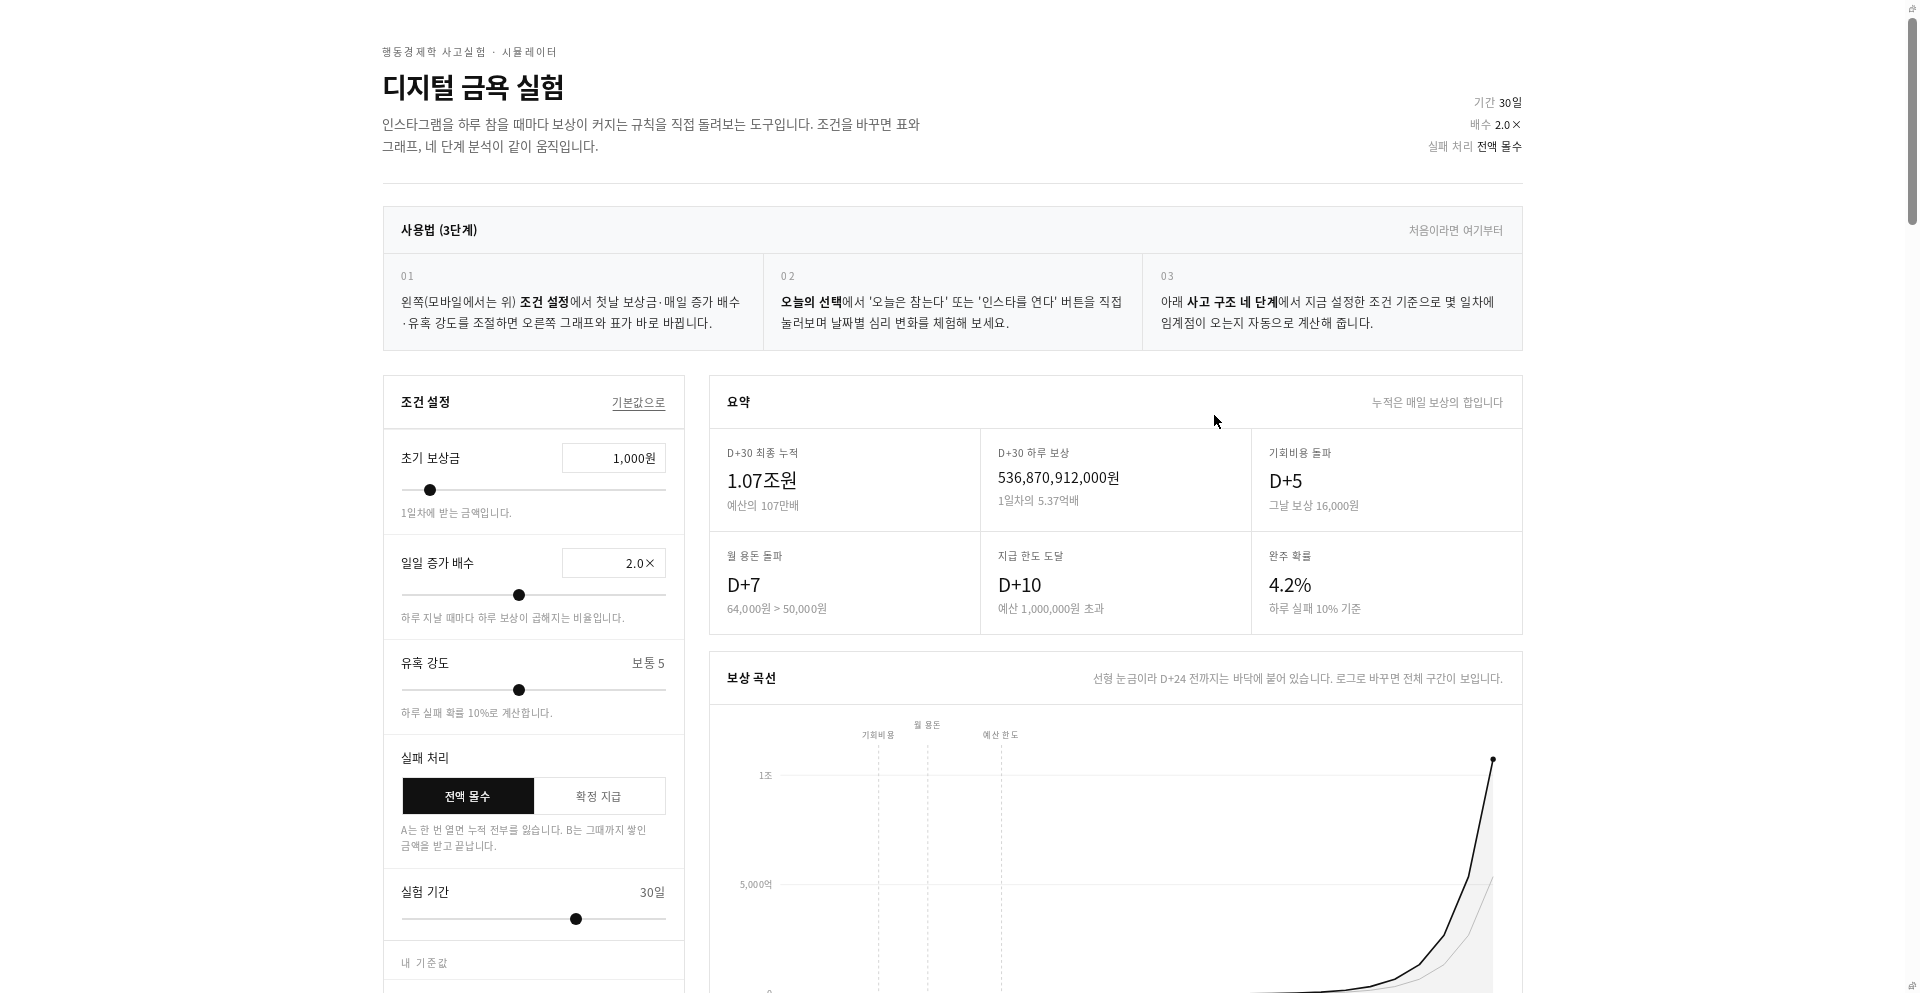 행동경제학 사고실험 · 시뮬레이터
디지털 금욕 실험
인스타그램을 하루 참을 때마다 보상이 커지는 규칙을 직접 돌려보는 도구입니다. 조건을 바꾸면 표와
그래프, 네 단계 분석이 같이 움직입니다.
기간 30일
배수 2.0×
실패 처리 전액 몰수
사용법 (3단계)
처음이라면 여기부터
01
왼쪽(모바일에서는 위) 조건 설정에서 첫날 보상금·매일 증가 배수
·유혹 강도를 조절하면 오른쪽 그래프와 표가 바로 바뀝니다.
02
오늘의 선택에서 '오늘은 참는다' 또는 '인스타를 연다' 버튼을 직접
눌러보며 날짜별 심리 변화를 체험해 보세요.
03
아래 사고 구조 네 단계에서 지금 설정한 조건 기준으로 몇 일차에
임계점이 오는지 자동으로 계산해 줍니다.
조건 설정
기본값으로
초기 보상금
1,000원
1일차에 받는 금액입니다.
일일 증가 배수
2.0×
하루 지날 때마다 하루 보상이 곱해지는 비율입니다.
유혹 강도
보통 5
하루 실패 확률 10%로 계산합니다.
실패 처리
전액 몰수
확정 지급
A는 한 번 열면 누적 전부를 잃습니다. B는 그때까지 쌓인
금액을 받고 끝납니다.
실험 기간
30일
내 기준값
요약
누적은 매일 보상의 합입니다
D+30 최종 누적
1.07조원
예산의 107만배
D+30 하루 보상
536,870,912,000원
1일차의 5.37억배
기회비용 돌파
D+5
그날 보상 16,000원
월 용돈 돌파
D+7
64,000원 > 50,000원
지급 한도 도달
D+10
예산 1,000,000원 초과
완주 확률
4.2%
하루 실패 10% 기준
보상 곡선
선형 눈금이라 D+24 전까지는 바닥에 붙어 있습니다. 로그로 바꾸면 전체 구간이 보입니다.
기회비용
월 용돈
예산 한도
1조
5,000억
0